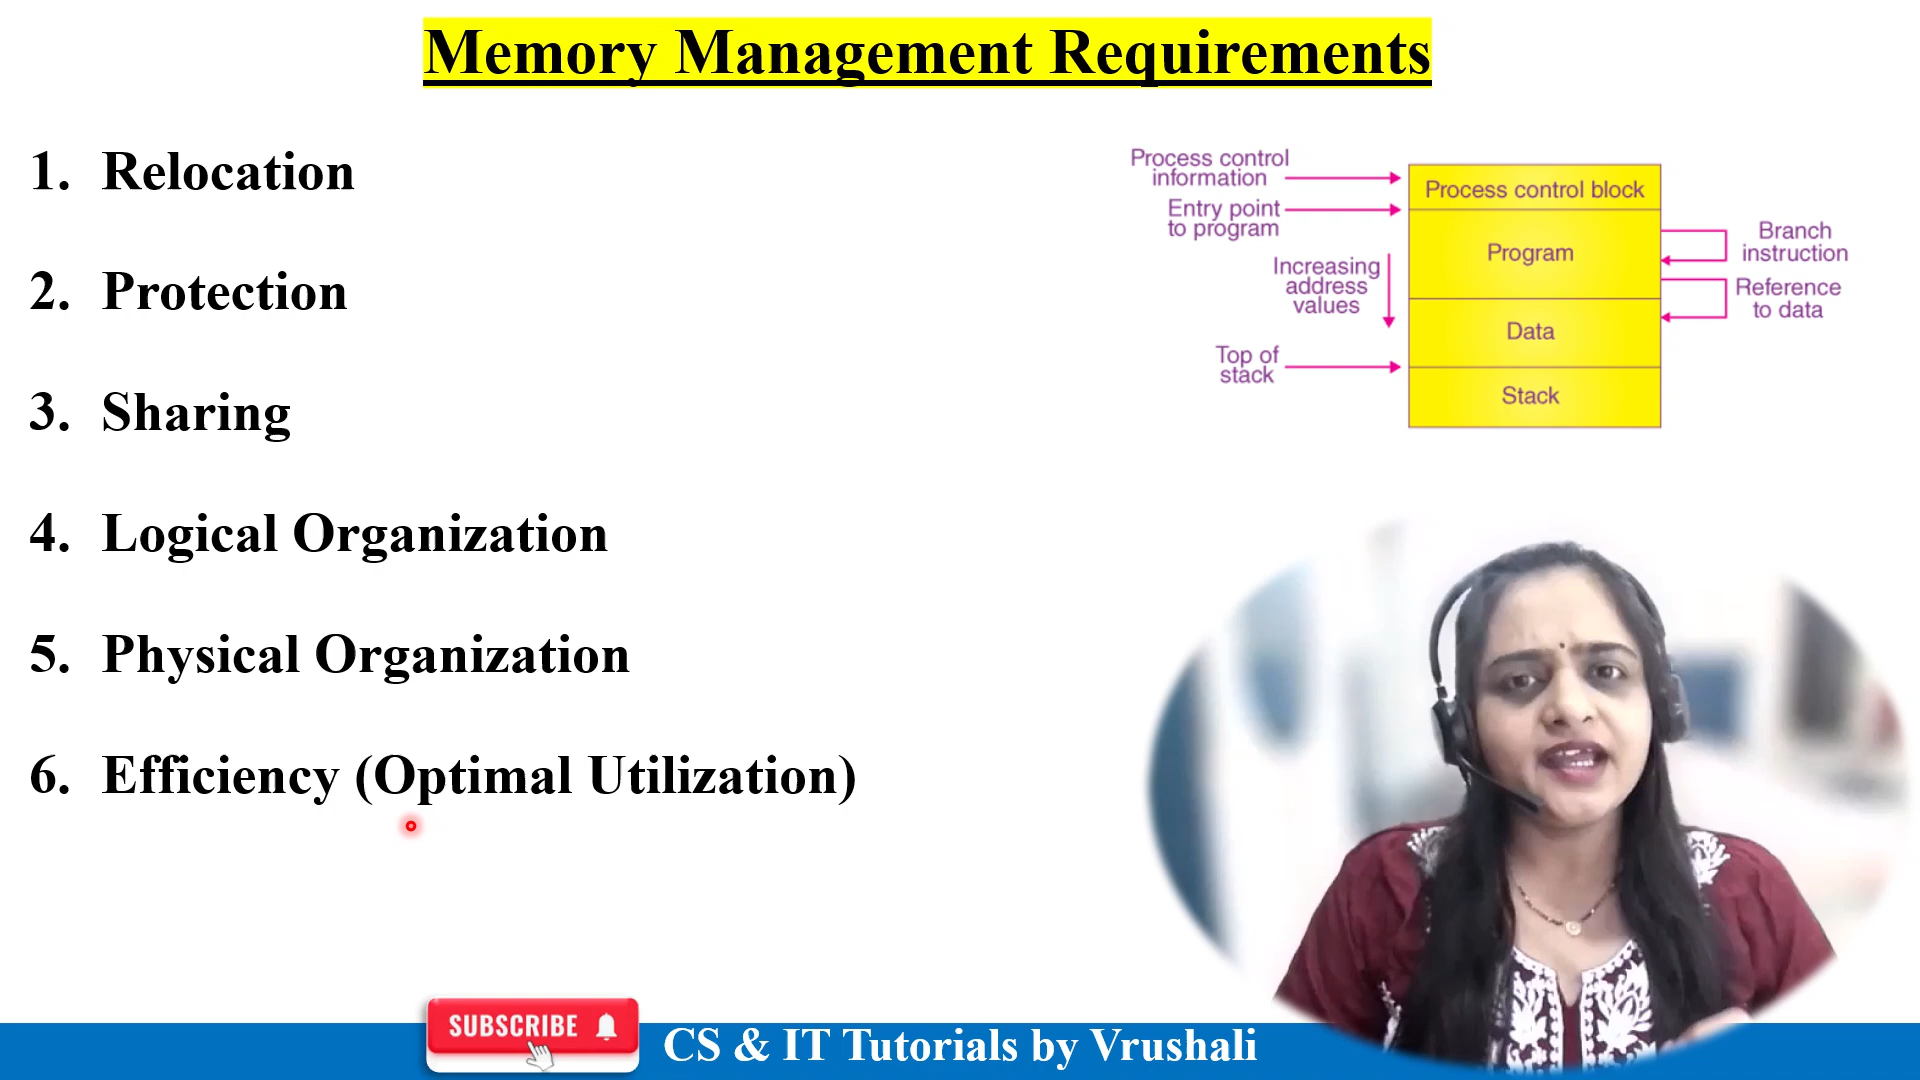 Memory Management Requirements
1. Relocation
2. Protection
3. Sharing
4. Logical Organization
5. Physical Organization
6. Efficiency (Optimal Utilization)
Process control
information
Entry point
to program
Increasing
address
values
Top of
stack
Process control block
Program
Data
Stack
Branch
instruction
Reference
to data
SUBSCRIBE
CS & IT Tutorials by Vrushali